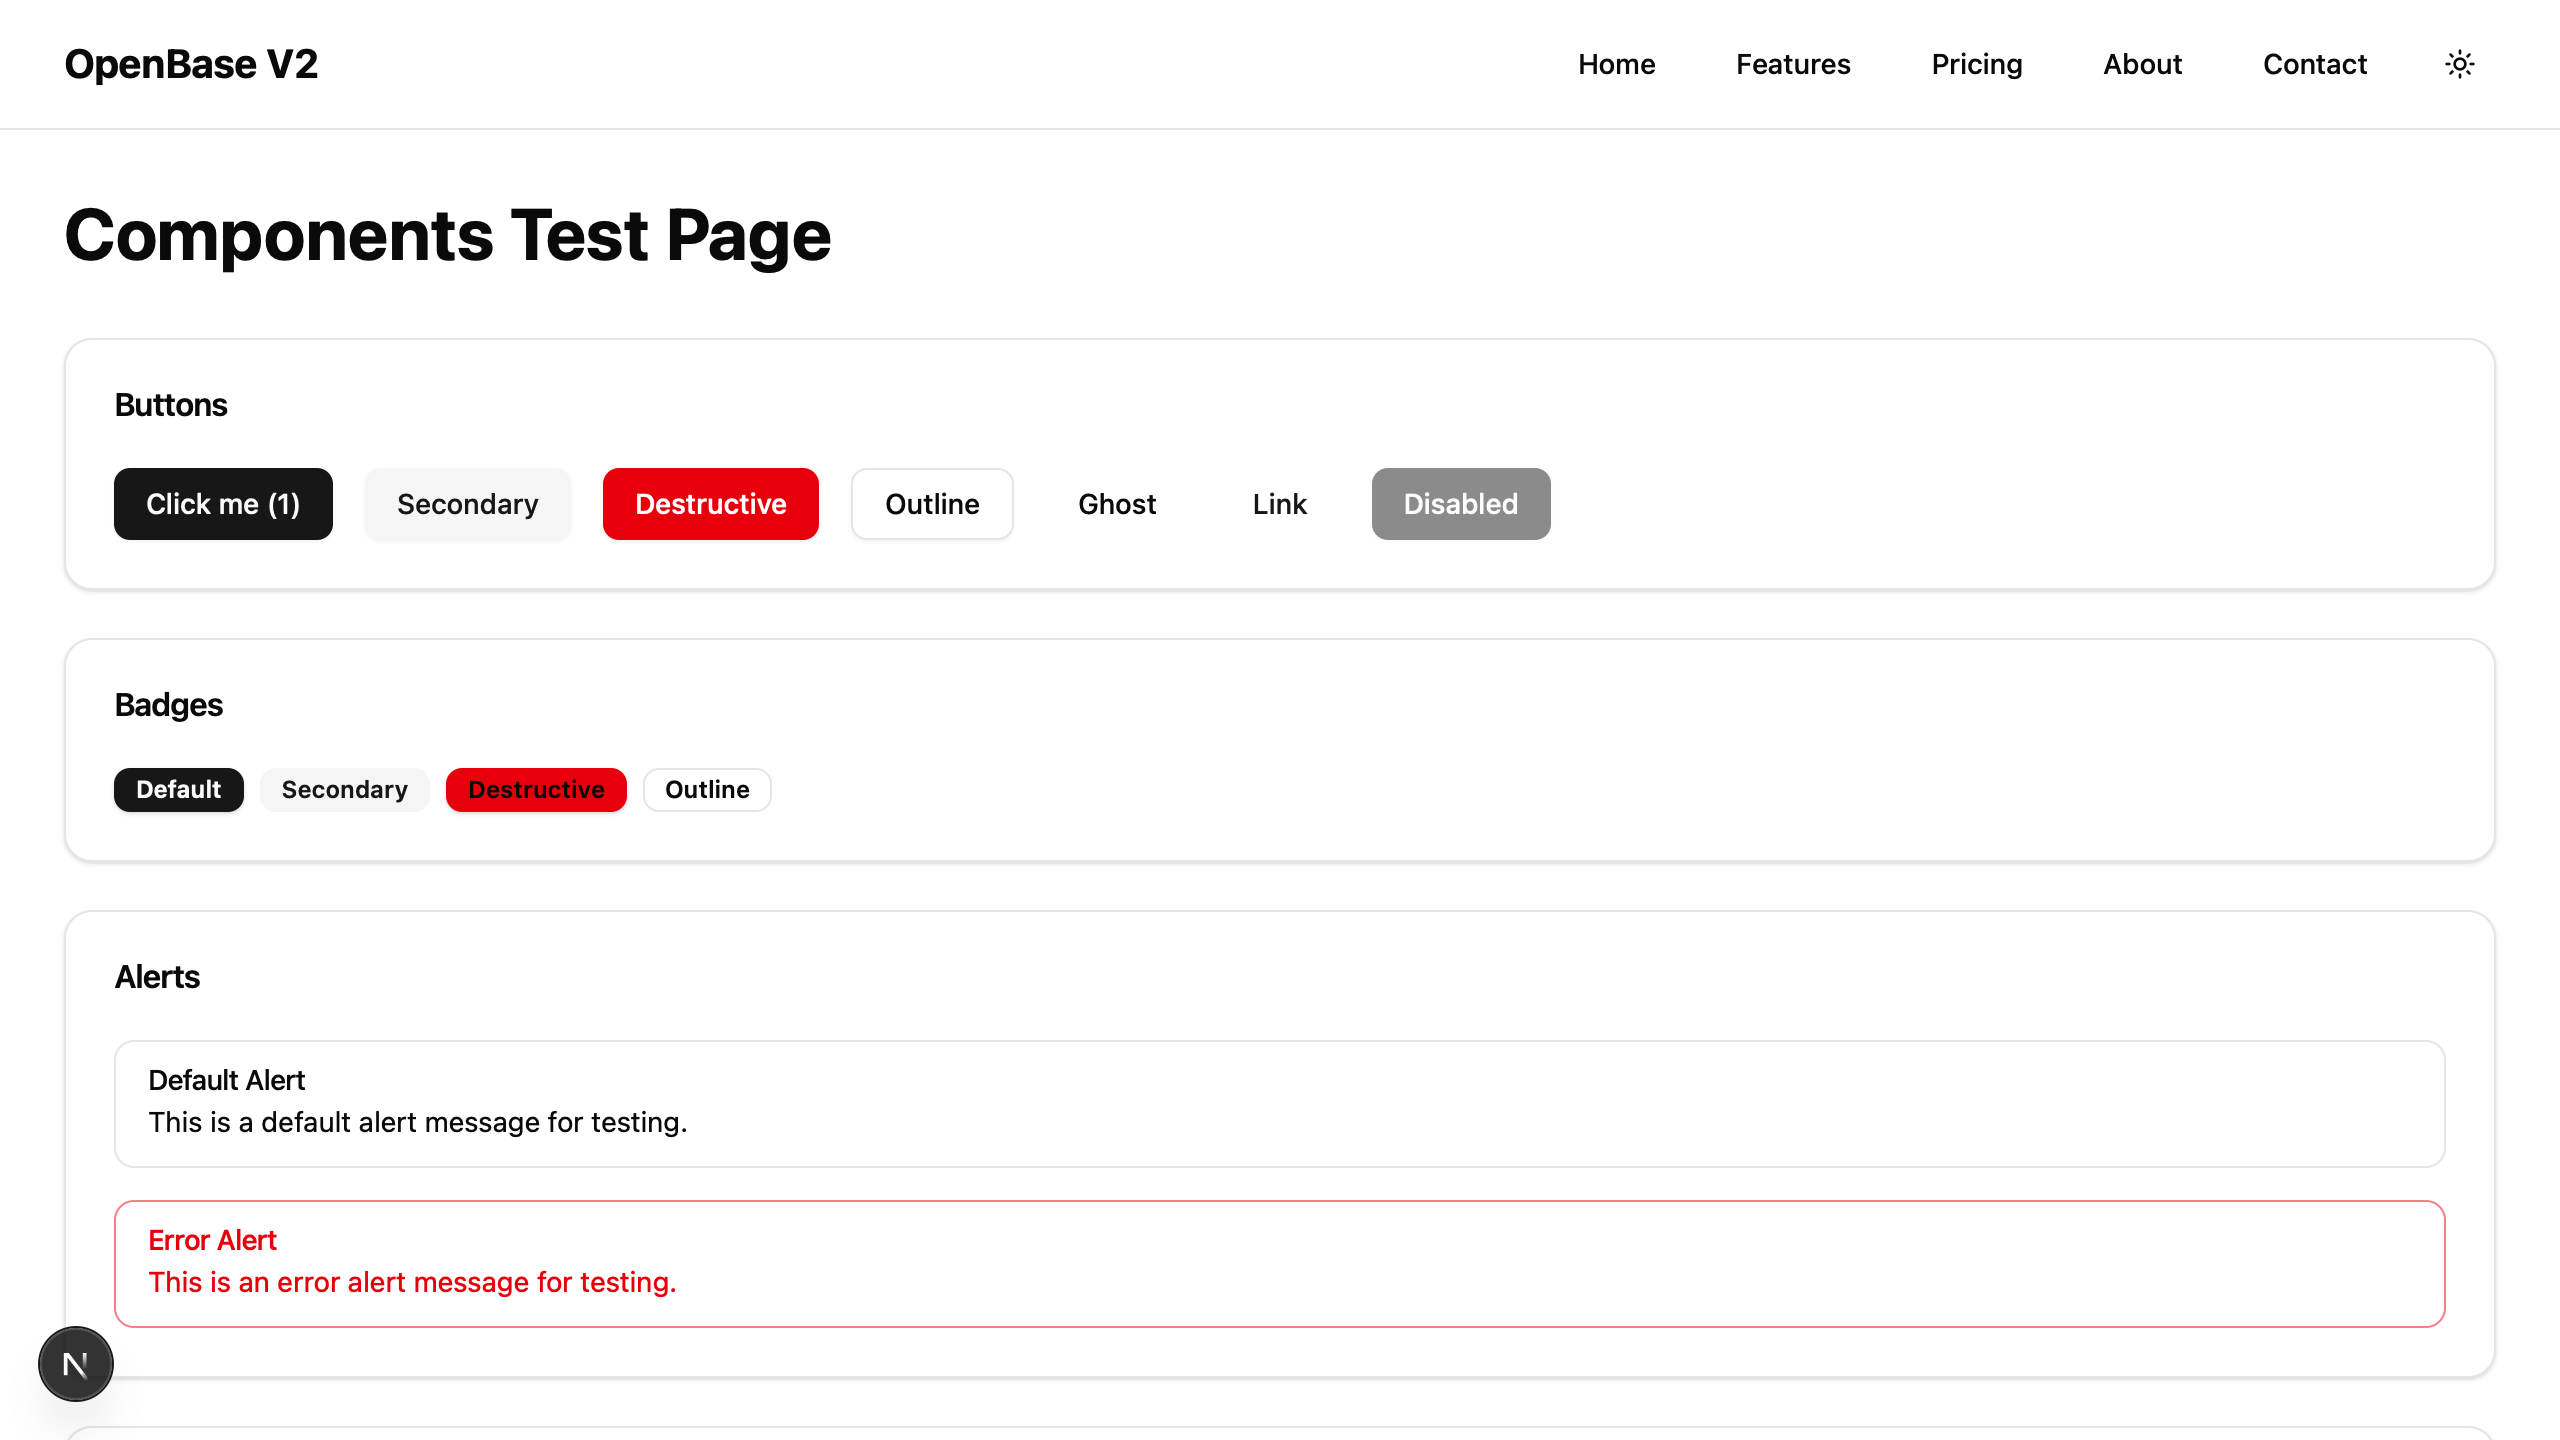 OpenBase V2
Home Features Pricing About Contact
Components Test Page
Buttons
Click me (1) Secondary Destructive Outline Ghost Link Disabled
Badges
Default Secondary Destructive Outline
Alerts
Default Alert
This is a default alert message for testing.
Error Alert
This is an error alert message for testing.
N